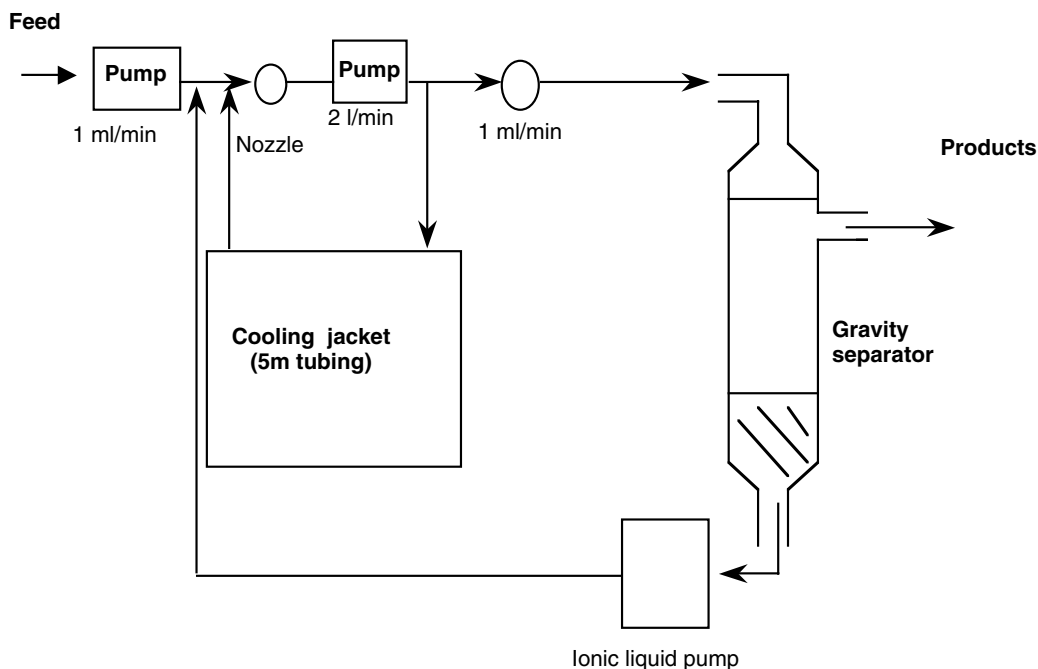 Feed
Pump
Pump
1 ml/min
Nozzle
2 l/min
1 ml/min
Products
Cooling jacket
(5m tubing)
Gravity
separator
Ionic liquid pump